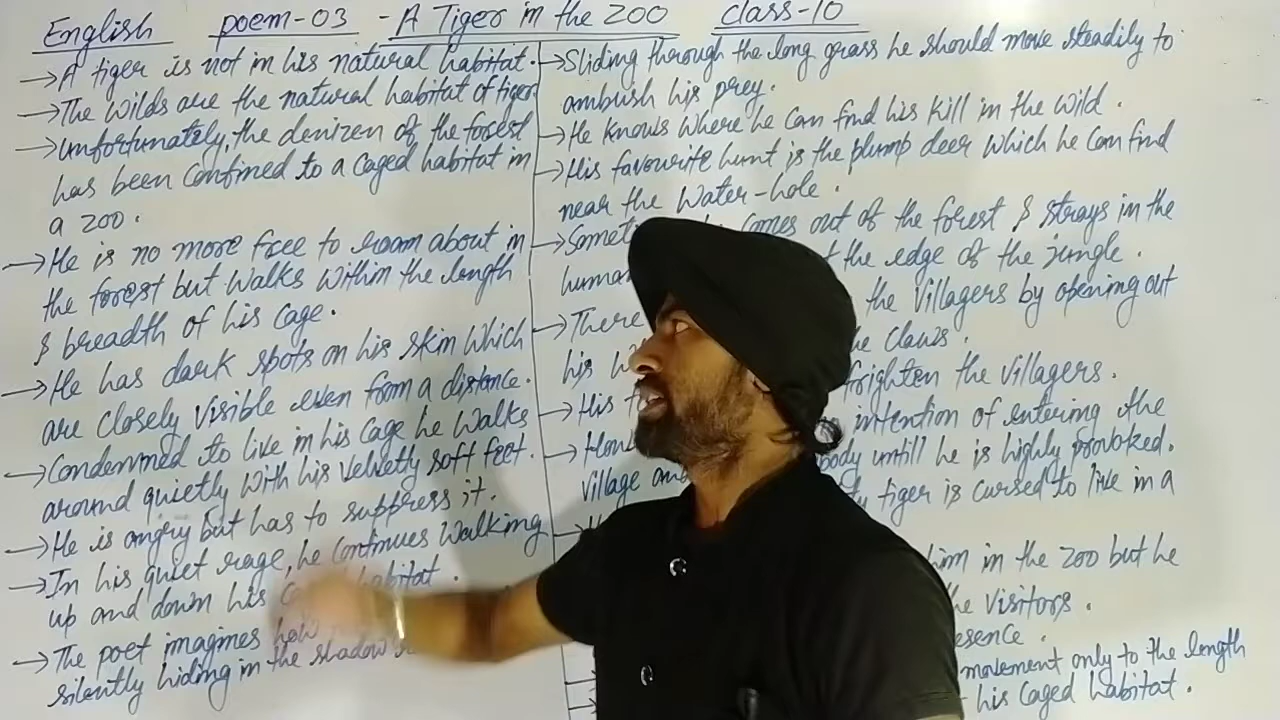 English poem-03 - A Tiger in the zoo class-10
→A tiger is not in his natural habitat.
→The wilds are the natural habitat of tiger
→unfortunately, the denizen of the forest
has been confined to a caged habitat in
a zoo.
→He is no more free to roam about in
the forest but walks within the length
& breadth of his cage.
→He has dark spots on his skin which
are closely visible even from a distance.
→Condemned to live in his cage he walks
around quietly with his velvetly soft feet.
→He is angry but has to suppress it.
→In his quiet rage, he continues walking
up and down his habitat.
→The poet imagines how
silently hiding in the shadow
→Sliding through the long grass he should move steadily to
ambush his prey.
→He knows where he can find his kill in the wild.
→His favourite hunt is the plumb deer which he can find
near the water-hole.
→Someti comes out of the forest & strays in the
human t the edge of the jungle.
→There the villagers by opening out
his claws.
→His frighten the villagers.
→ intention of entering the
village and body untill he is highly provoked.
→ tiger is cursed to live in a
him in the zoo but he
the visitors.
esence.
movement only to the length
his caged habitat.